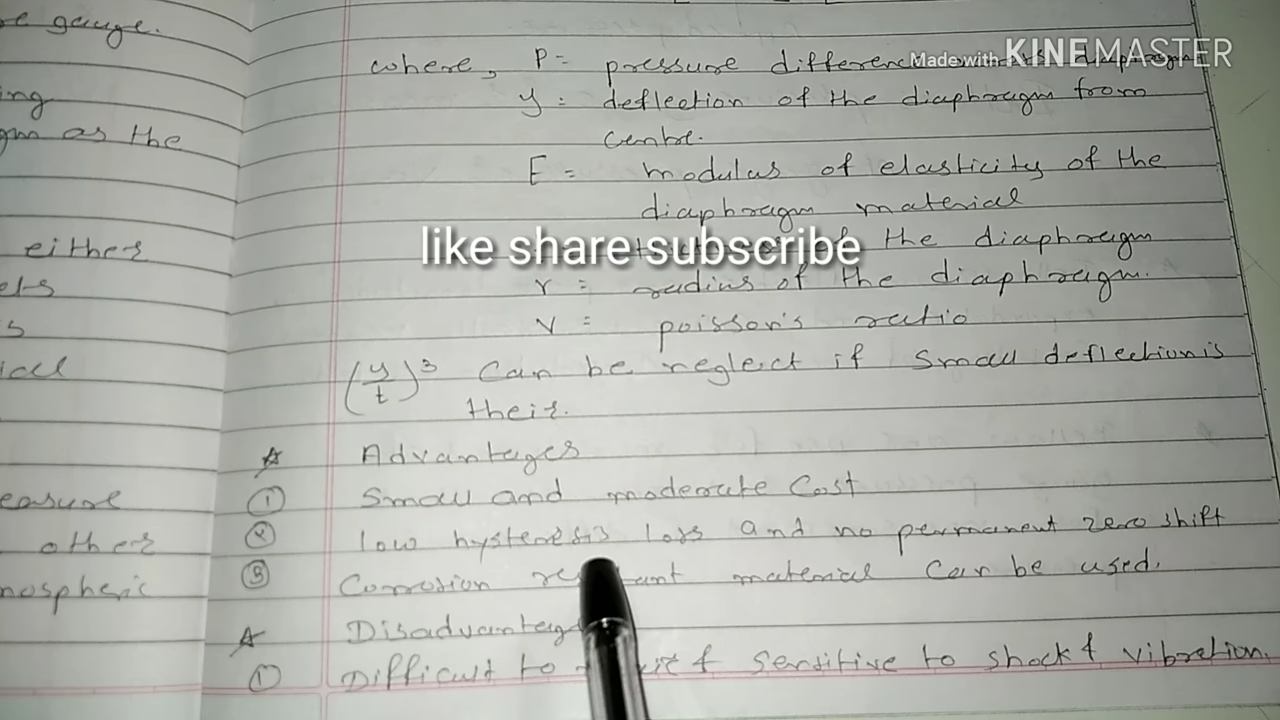 re gauge.
ing
gm as the
either
els
s
ical
easure
other
nospheric
Made with KINEMASTER
where, P = pressure difference
y = deflection of the diaphragm from
centre.
E = modulus of elasticity of the
diaphragm material
like share subscribe
of the diaphragm
r = radius of the diaphragm.
v = poisson's ratio
(y/t)3 can be neglect if small deflection is
their.
☆ Advantages
① Small and moderate Cost
② low hysteresis loss and no permanent zero shift
③ Corrosion material can be used.
☆
① Difficult to & sensitive to shock & vibration.